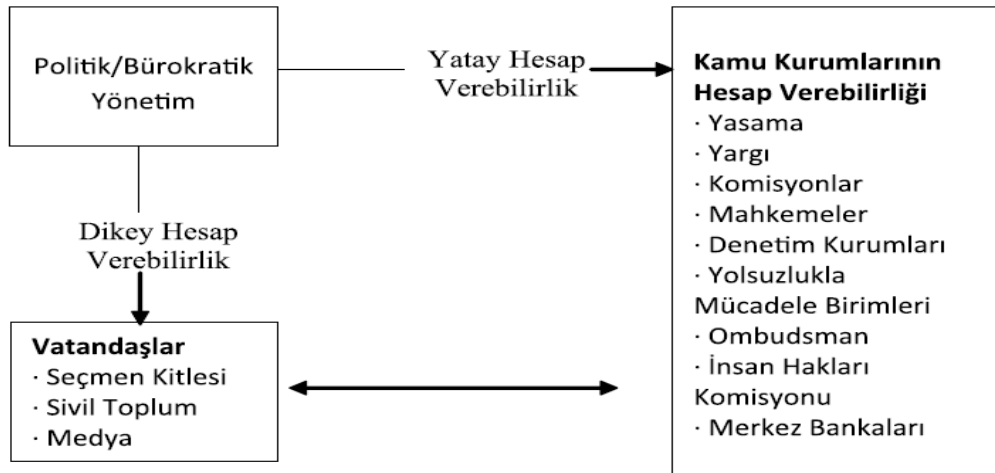 Politik/Bürokratik
Yönetim
Yatay Hesap
Verebilirlik
Kamu Kurumlarının
Hesap Verebilirliği
· Yasama
· Yargı
· Komisyonlar
· Mahkemeler
· Denetim Kurumları
· Yolsuzlukla
Mücadele Birimleri
· Ombudsman
· İnsan Hakları
Komisyonu
· Merkez Bankaları
Dikey Hesap
Verebilirlik
Vatandaşlar
· Seçmen Kitlesi
· Sivil Toplum
· Medya